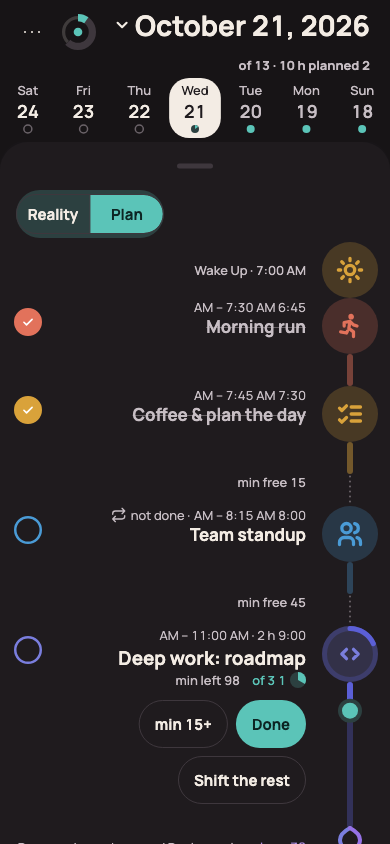 October 21, 2026
of 13 · 10 h planned 2
Sat Fri Thu Wed Tue Mon Sun
24 23 22 21 20 19 18
Reality Plan
Wake Up · 7:00 AM
AM – 7:30 AM 6:45
Morning run
AM – 7:45 AM 7:30
Coffee & plan the day
min free 15
not done · AM – 8:15 AM 8:00
Team standup
min free 45
AM – 11:00 AM · 2 h 9:00
Deep work: roadmap
min left 98 of 3 1
min 15+ Done
Shift the rest